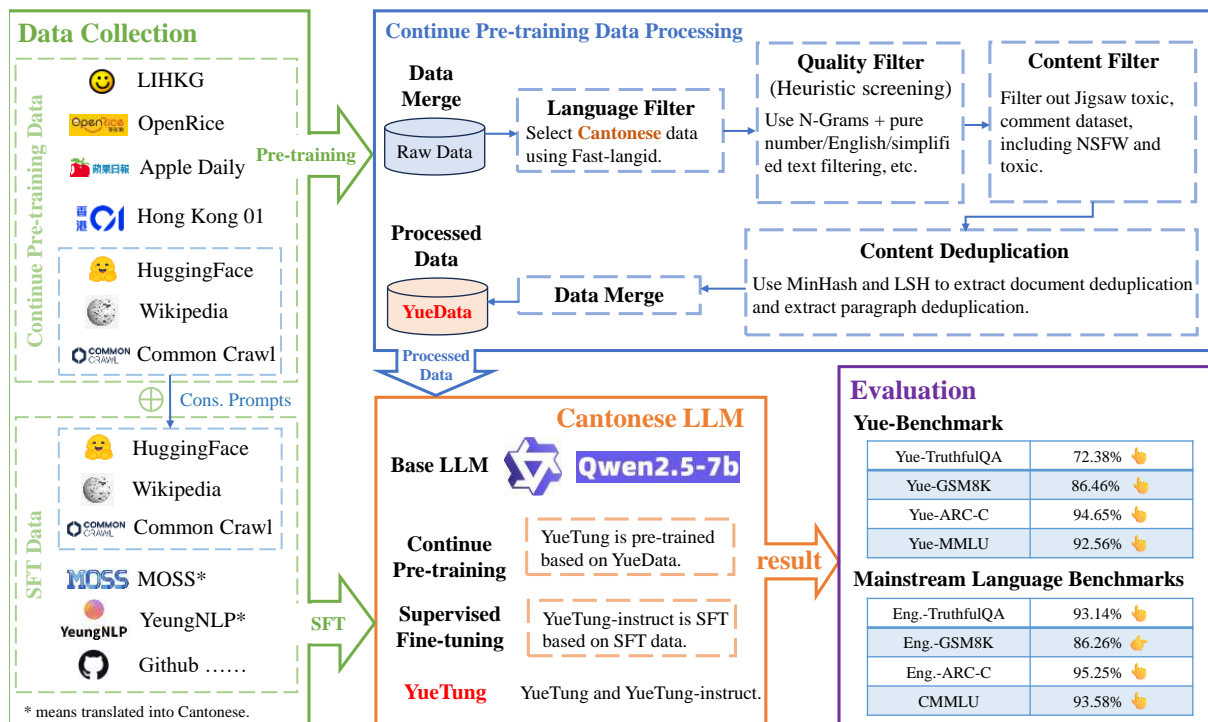 Data Collection
Continue Pre-training Data
LIHKG
OpenRice
OpenRice
蘋果日報
Apple Daily
香港01
Hong Kong 01
HuggingFace
Wikipedia
COMMON
CRAWL
Common Crawl
Cons. Prompts
SFT Data
HuggingFace
Wikipedia
COMMON
CRAWL
Common Crawl
MOSS
MOSS*
YeungNLP
YeungNLP*
Github ……
* means translated into Cantonese.
Pre-training
SFT
Continue Pre-training Data Processing
Data
Merge
Raw Data
Language Filter
Select Cantonese data
using Fast-langid.
Quality Filter
(Heuristic screening)
Use N-Grams + pure
number/English/simplifi
ed text filtering, etc.
Content Filter
Filter out Jigsaw toxic,
comment dataset,
including NSFW and
toxic.
Content Deduplication
Use MinHash and LSH to extract document deduplication
and extract paragraph deduplication.
Data Merge
Processed
Data
YueData
Processed
Data
Cantonese LLM
Base LLM
Qwen2.5-7b
Continue
Pre-training
YueTung is pre-trained
based on YueData.
Supervised
Fine-tuning
YueTung-instruct is SFT
based on SFT data.
YueTung
YueTung and YueTung-instruct.
result
Evaluation
Yue-Benchmark
Yue-TruthfulQA 72.38%
Yue-GSM8K 86.46%
Yue-ARC-C 94.65%
Yue-MMLU 92.56%
Mainstream Language Benchmarks
Eng.-TruthfulQA 93.14%
Eng.-GSM8K 86.26%
Eng.-ARC-C 95.25%
CMMLU 93.58%